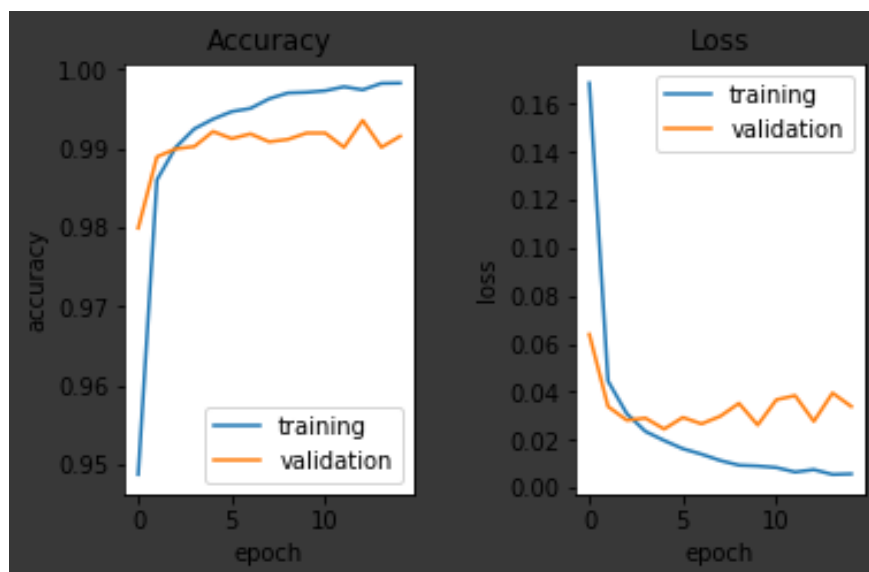 Accuracy
1.00
0.99
0.98
0.97
0.96
0.95
accuracy
training
validation
0 5 10
epoch
Loss
0.16
0.14
0.12
0.10
0.08
0.06
0.04
0.02
0.00
loss
training
validation
0 5 10
epoch